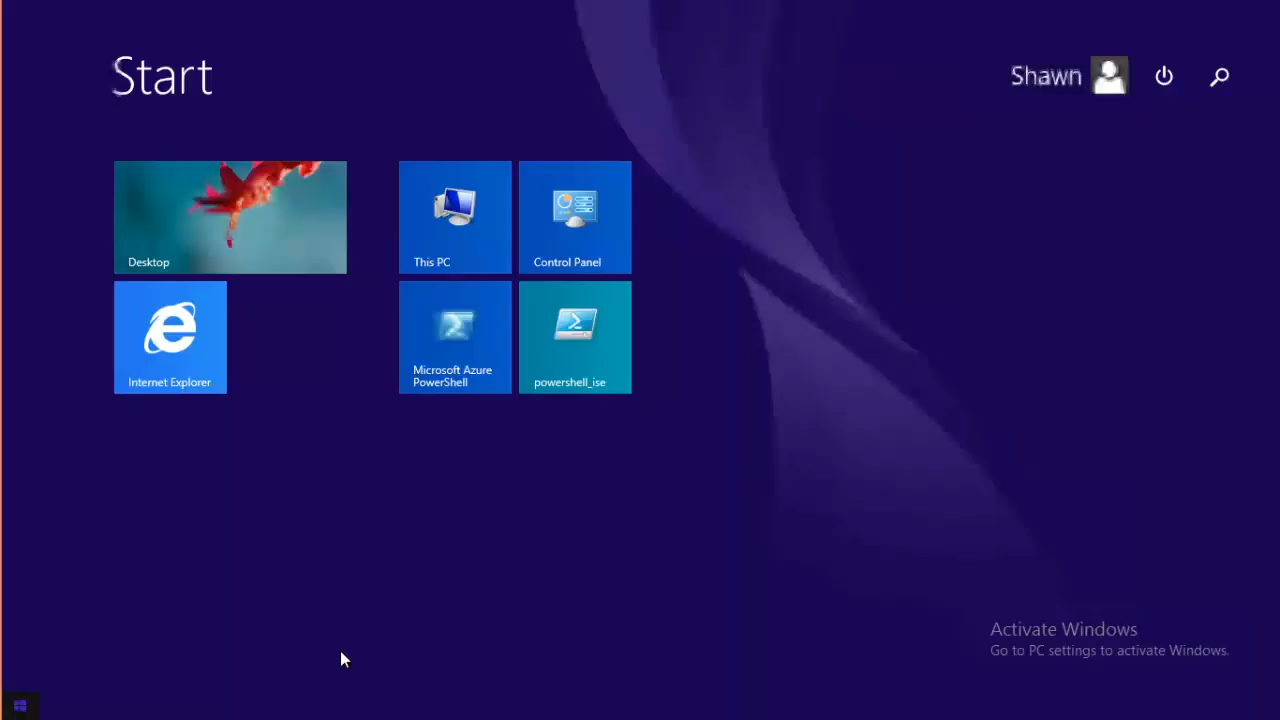 Start
Shawn
Desktop
This PC
Control Panel
Internet Explorer
Microsoft Azure
PowerShell
powershell_ise
Activate Windows
Go to PC settings to activate Windows.